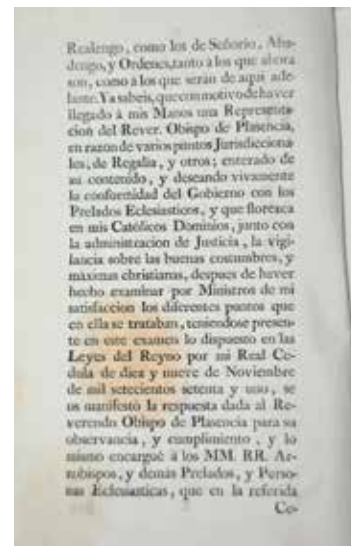 Realengo, como los de Señorio, Aba-
dengo, y Ordenes, tanto à los que ahora
son, como à los que seràn de aqui ade-
lante. Ya sabeis, que con motivo de haver
llegado à mis Manos una Representa-
cion del Rever. Obispo de Plasencia,
en razon de varios puntos Jurisdicciona-
les, de Regalia, y otros; enterado de
su contenido, y deseando vivamente
la conformidad del Gobierno con los
Prelados Eclesiasticos, y que florezca
en mis Catolicos Dominios, junto con
la administracion de Justicia, la vigi-
lancia sobre las buenas costumbres, y
maximas christianas, despues de haver
hecho examinar por Ministros de mi
satisfaccion los diferentes puntos que
en ella se trataban, teniendose presen-
te en este examen lo dispuesto en las
Leyes del Reyno por mi Real Ce-
dula de diez y nueve de Noviembre
de mil setecientos setenta y uno, se
os manifestò la respuesta dada al Re-
verendo Obispo de Plasencia para su
observancia, y cumplimiento, y lo
mismo encarguè à los MM. RR. Ar-
zobispos, y demàs Prelados, y Perso-
nas Eclesiasticas, que en la referida
Ce-